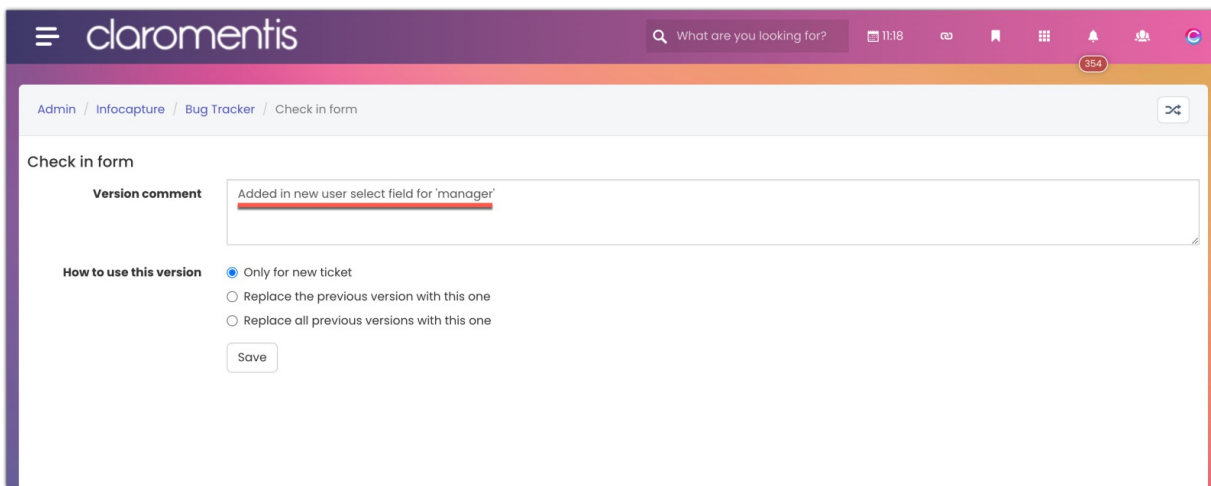 claromentis
What are you looking for?
11:18
354
Admin / Infocapture / Bug Tracker / Check in form
Check in form
Version comment
Added in new user select field for 'manager'
How to use this version
Only for new ticket
Replace the previous version with this one
Replace all previous versions with this one
Save